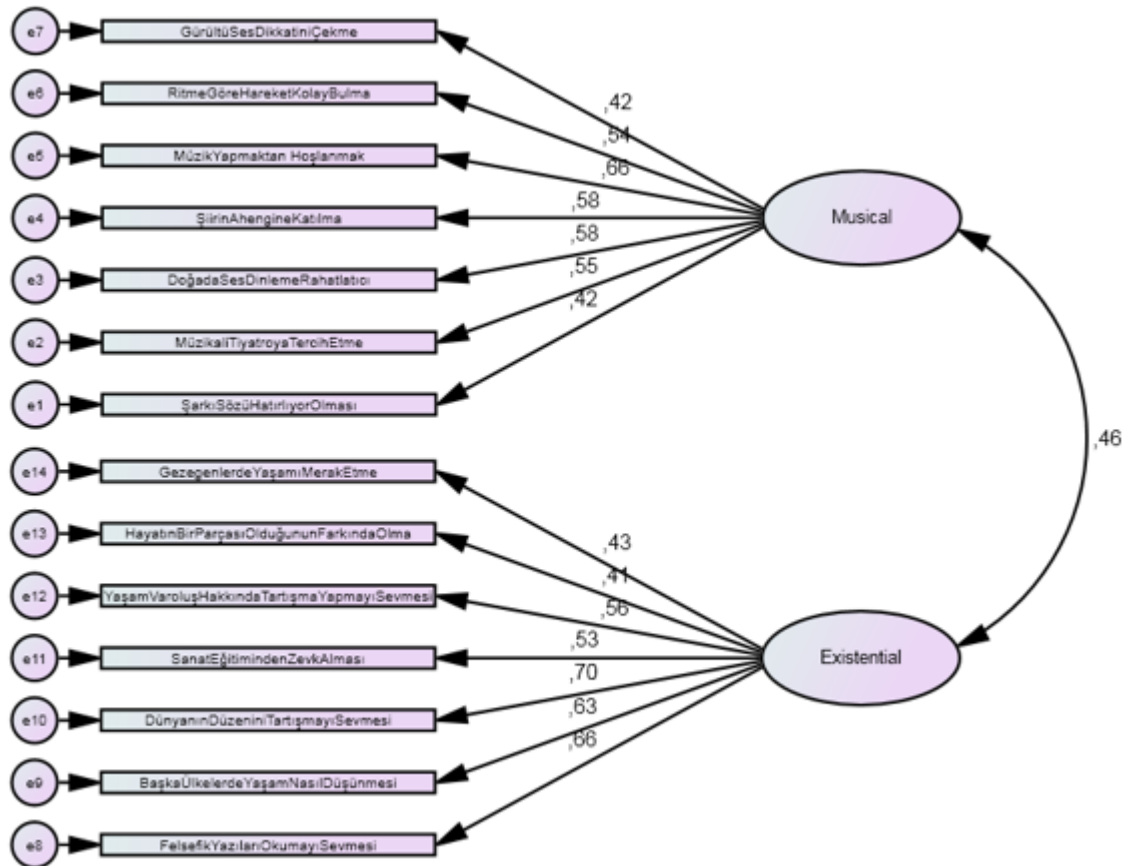 e7
GürültüSesDikkatiniÇekme
,42
e6
RitmeGöreHareketKolayBulma
,54
e5
MüzikYapmaktan Hoşlanmak
,66
e4
ŞiirinAhengineKatılma
,58
Musical
e3
DoğadaSesDinlemeRahatlatıcı
,58
e2
MüzikaliTiyatroyaTercihEtme
,55
e1
ŞarkıSözüHatırlıyorOlması
,42
,46
e14
GezegenlerdeYaşamıMerakEtme
,43
e13
HayatınBirParçasıOlduğununFarkındaOlma
,41
e12
YaşamVaroluşHakkındaTartışmaYapmayıSevmesi
,56
e11
SanatEğitimindenZevkAlması
,53
Existential
e10
DünyanınDüzeniniTartışmayıSevmesi
,70
e9
BaşkaÜlkelerdeYaşamNasılDüşünmesi
,63
e8
FelsefikYazılarıOkumayıSevmesi
,66